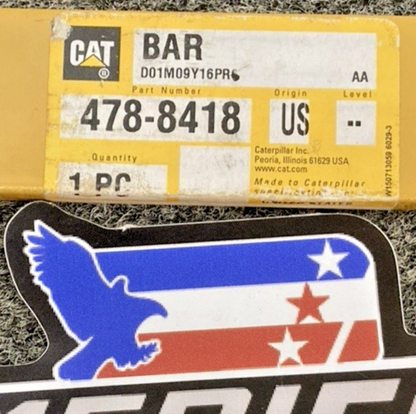 CAT ®
BAR
D01M09Y16PRG
AA
Part Number
Origin
Level
478-8418
US
--
Quantity
1 PC
Caterpillar Inc.
Peoria, Illinois 61629 USA
www.cat.com
Made to Caterpillar
W150713059 6029-3